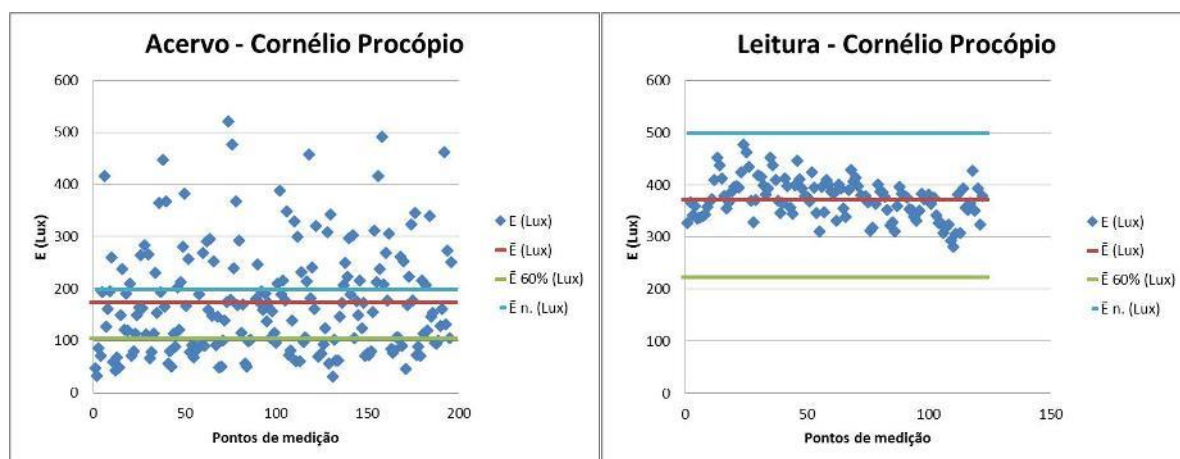 Acervo - Cornélio Procópio
600
500
400
300
200
100
0
E (Lux)
0 50 100 150 200
Pontos de medição
E (Lux)
Ē (Lux)
Ē 60% (Lux)
Ē n. (Lux)
Leitura - Cornélio Procópio
600
500
400
300
200
100
0
E (Lux)
0 50 100 150
Pontos de medição
E (Lux)
Ē (Lux)
Ē 60% (Lux)
Ē n. (Lux)